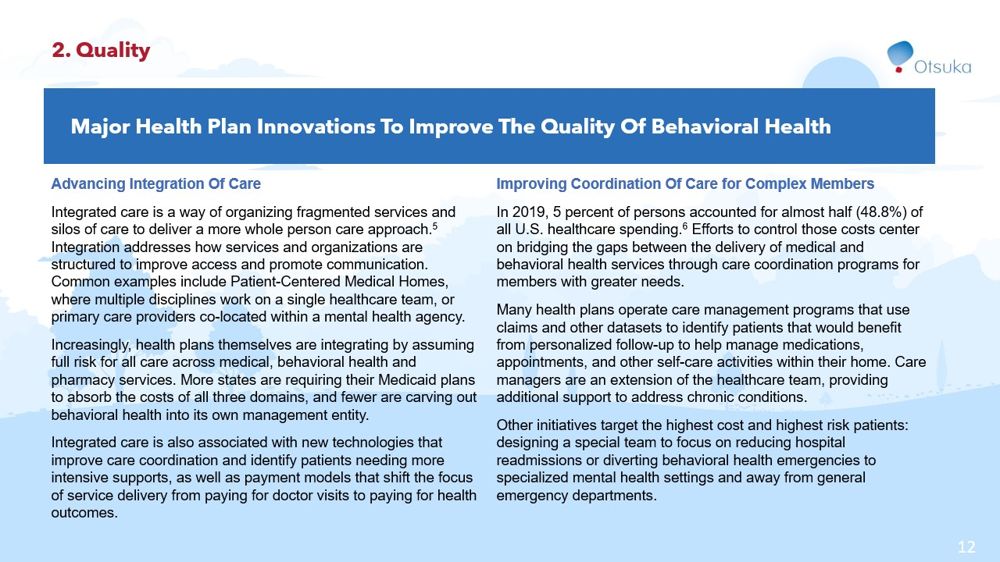 2. Quality
Otsuka
Major Health Plan Innovations To Improve The Quality Of Behavioral Health
Advancing Integration Of Care
Integrated care is a way of organizing fragmented services and
silos of care to deliver a more whole person care approach.5
Integration addresses how services and organizations are
structured to improve access and promote communication.
Common examples include Patient-Centered Medical Homes,
where multiple disciplines work on a single healthcare team, or
primary care providers co-located within a mental health agency.
Increasingly, health plans themselves are integrating by assuming
full risk for all care across medical, behavioral health and
pharmacy services. More states are requiring their Medicaid plans
to absorb the costs of all three domains, and fewer are carving out
behavioral health into its own management entity.
Integrated care is also associated with new technologies that
improve care coordination and identify patients needing more
intensive supports, as well as payment models that shift the focus
of service delivery from paying for doctor visits to paying for health
outcomes.
Improving Coordination Of Care for Complex Members
In 2019, 5 percent of persons accounted for almost half (48.8%) of
all U.S. healthcare spending.6 Efforts to control those costs center
on bridging the gaps between the delivery of medical and
behavioral health services through care coordination programs for
members with greater needs.
Many health plans operate care management programs that use
claims and other datasets to identify patients that would benefit
from personalized follow-up to help manage medications,
appointments, and other self-care activities within their home. Care
managers are an extension of the healthcare team, providing
additional support to address chronic conditions.
Other initiatives target the highest cost and highest risk patients:
designing a special team to focus on reducing hospital
readmissions or diverting behavioral health emergencies to
specialized mental health settings and away from general
emergency departments.
12